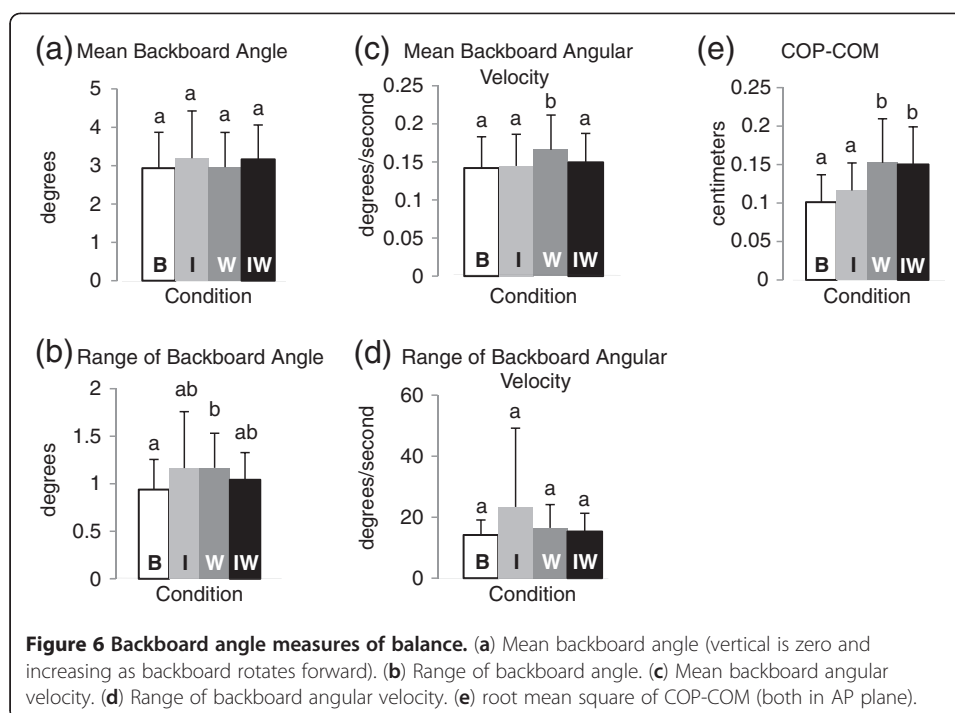 (a) Mean Backboard Angle
degrees
5
4
3
2
1
0
a
a
a
a
B
I
W
IW
Condition
(c) Mean Backboard Angular
Velocity
degrees/second
0.25
0.2
0.15
0.1
0.05
0
a
a
b
a
B
I
W
IW
Condition
(e) COP-COM
centimeters
0.25
0.2
0.15
0.1
0.05
0
a
a
b
b
B
I
W
IW
Condition
(b) Range of Backboard Angle
degrees
2
1.5
1
0.5
0
a
ab
b
ab
B
I
W
IW
Condition
(d) Range of Backboard Angular
Velocity
degrees/second
60
40
20
0
a
a
a
a
B
I
W
IW
Condition
Figure 6 Backboard angle measures of balance. (a) Mean backboard angle (vertical is zero and
increasing as backboard rotates forward). (b) Range of backboard angle. (c) Mean backboard angular
velocity. (d) Range of backboard angular velocity. (e) root mean square of COP-COM (both in AP plane).